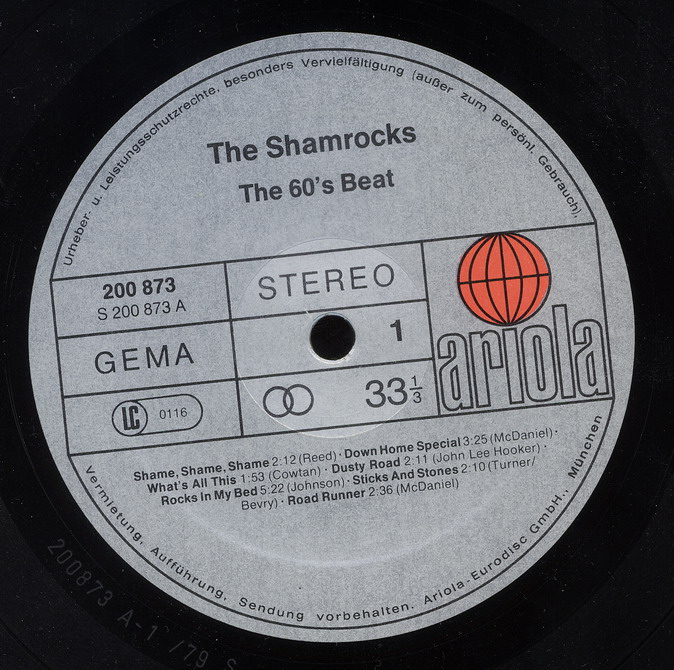 Urheber- u. Leistungsschutzrechte, besonders Vervielfältigung (außer zum persönl. Gebrauch),
The Shamrocks
The 60's Beat
200 873
S 200 873 A
STEREO
GEMA
1
LC 0116
33 1/3
ariola
Shame, Shame, Shame 2:12 (Reed) · Down Home Special 3:25 (McDaniel) ·
What's All This 1:53 (Cowtan) · Dusty Road 2:11 (John Lee Hooker) ·
Rocks In My Bed 5:22 (Johnson) · Sticks And Stones 2:10 (Turner/
Bevry) · Road Runner 2:36 (McDaniel)
Vermietung, Aufführung, Sendung vorbehalten. Ariola-Eurodisc GmbH., München
200873 A-1 /79 S